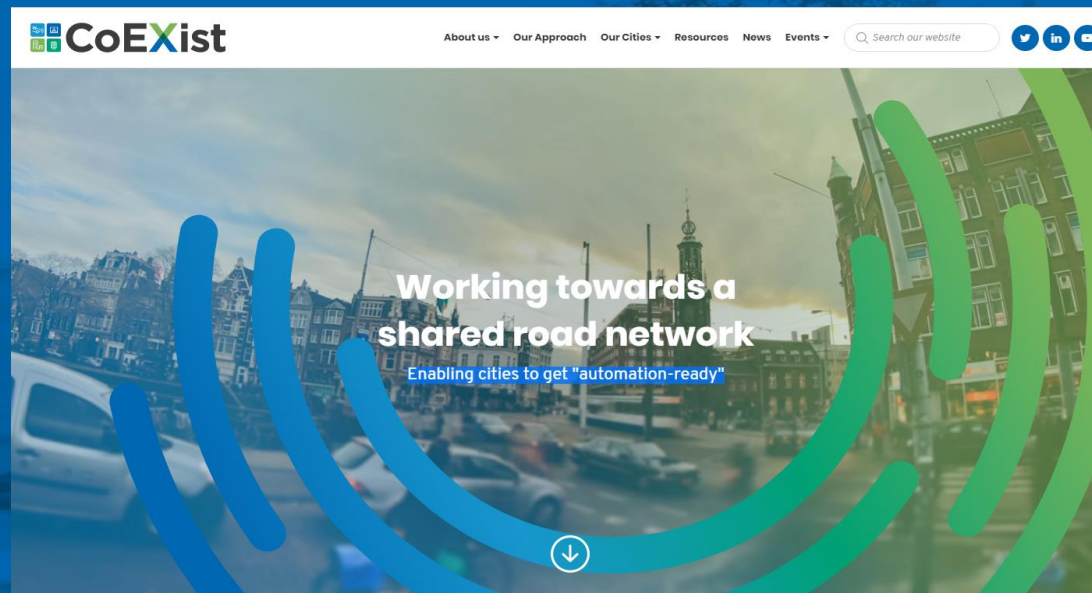 CoEXist
About us Our Approach Our Cities Resources News Events Search our website
Working towards a
shared road network
Enabling cities to get "automation-ready"